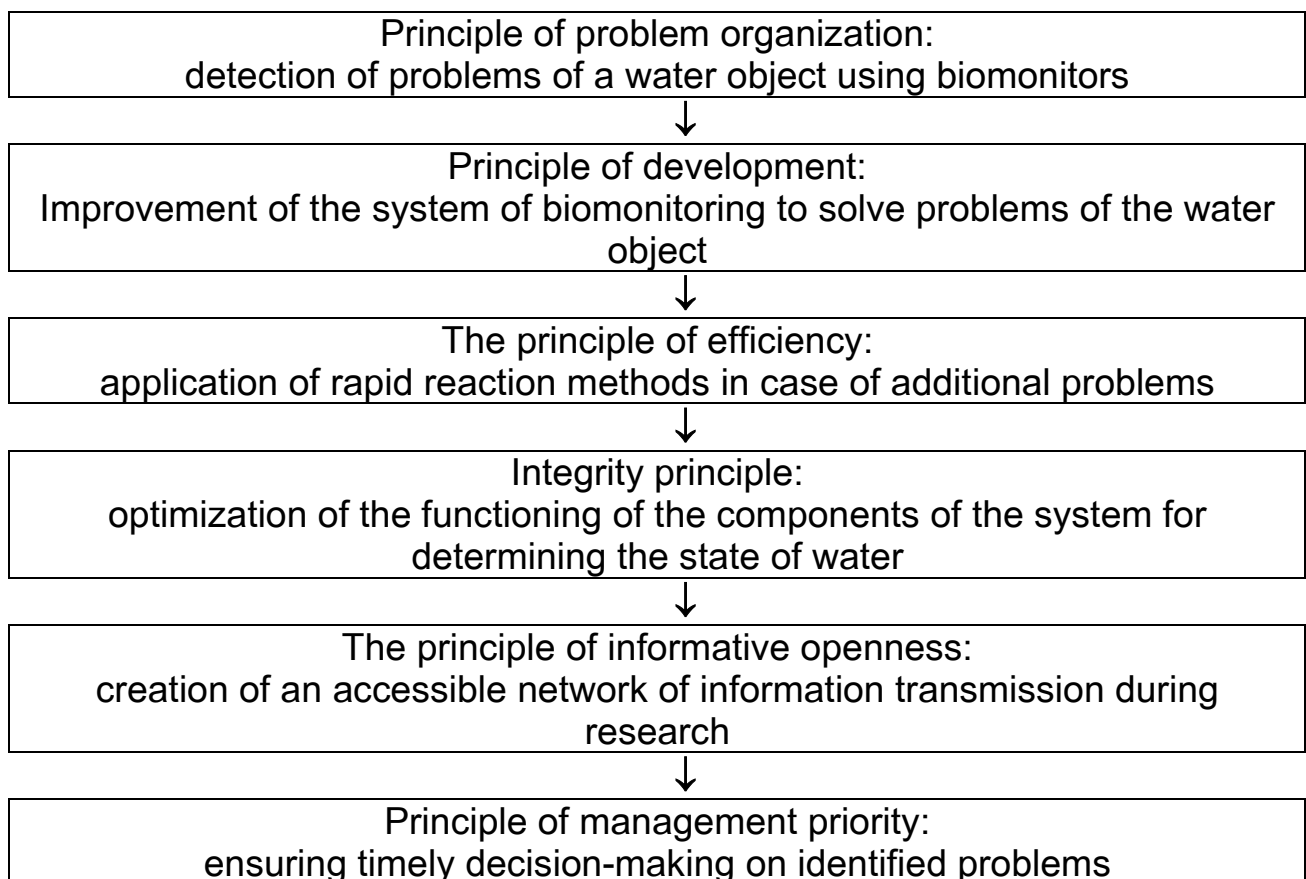 Principle of problem organization:
detection of problems of a water object using biomonitors
↓
Principle of development:
Improvement of the system of biomonitoring to solve problems of the water
object
↓
The principle of efficiency:
application of rapid reaction methods in case of additional problems
↓
Integrity principle:
optimization of the functioning of the components of the system for
determining the state of water
↓
The principle of informative openness:
creation of an accessible network of information transmission during
research
↓
Principle of management priority:
ensuring timely decision-making on identified problems